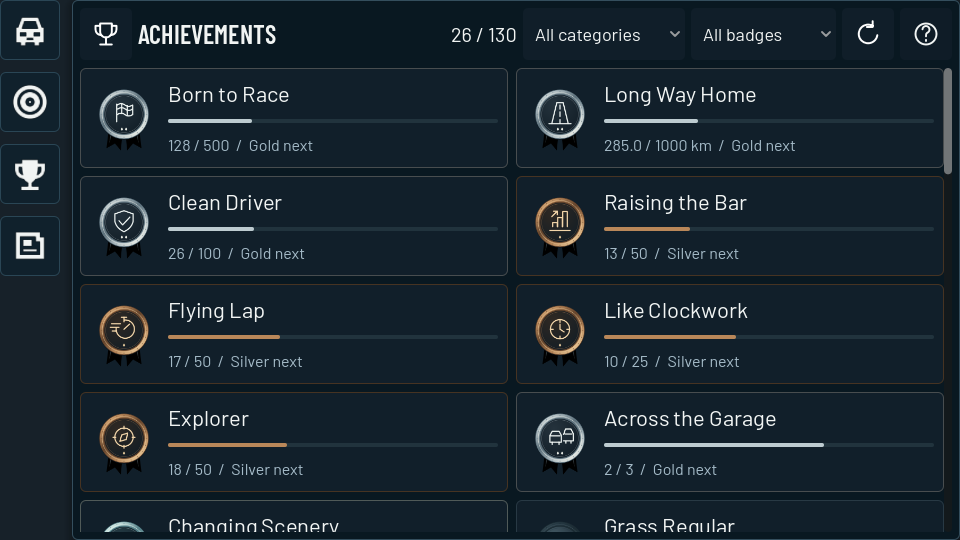 ACHIEVEMENTS
26 / 130
All categories
All badges
Born to Race
128 / 500 / Gold next
Long Way Home
285.0 / 1000 km / Gold next
Clean Driver
26 / 100 / Gold next
Raising the Bar
13 / 50 / Silver next
Flying Lap
17 / 50 / Silver next
Like Clockwork
10 / 25 / Silver next
Explorer
18 / 50 / Silver next
Across the Garage
2 / 3 / Gold next
Changing Scenery
Grass Regular